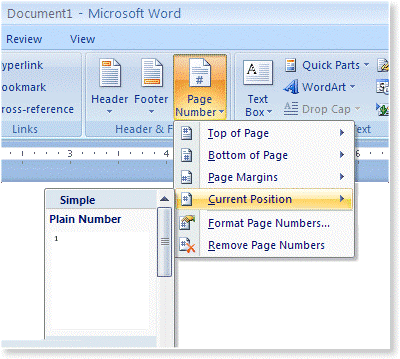 Document1 - Microsoft Word
Review View
yperlink
ookmark
ross-reference
Links
Header
Footer
Page
Number
Header & F
Text
Box
Quick Parts
WordArt
Drop Cap
Text
3 4 5
Top of Page
Bottom of Page
Page Margins
Current Position
Format Page Numbers...
Remove Page Numbers
Simple
Plain Number
1